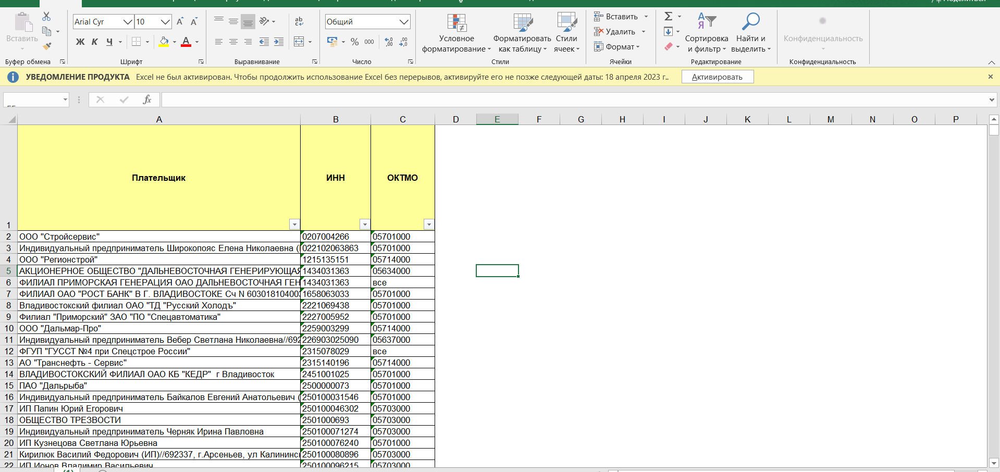 Вставить
Буфер обмена
Arial Cyr
10
Ж К Ч
Шрифт
Выравнивание
Общий
% 000
Число
Условное форматирование
Форматировать как таблицу
Стили ячеек
Стили
Вставить
Удалить
Формат
Ячейки
Сортировка и фильтр
Найти и выделить
Редактирование
Конфиденциальность
Конфиденциальность
УВЕДОМЛЕНИЕ ПРОДУКТА Excel не был активирован. Чтобы продолжить использование Excel без перерывов, активируйте его не позже следующей даты: 18 апреля 2023 г.. Активировать
fx
A B C D E F G H I J K L M N O P
1 Плательщик ИНН ОКТМО
2 ООО "Стройсервис" 0207004266 05701000
3 Индивидуальный предприниматель Широкопояс Елена Николаевна ( 022102063863 05701000
4 ООО "Регионстрой" 1215135151 05714000
5 АКЦИОНЕРНОЕ ОБЩЕСТВО "ДАЛЬНЕВОСТОЧНАЯ ГЕНЕРИРУЮЩАЯ 1434031363 05634000
6 ФИЛИАЛ ПРИМОРСКАЯ ГЕНЕРАЦИЯ ОАО ДАЛЬНЕВОСТОЧНАЯ ГЕН 1434031363 все
7 ФИЛИАЛ ОАО "РОСТ БАНК" В Г. ВЛАДИВОСТОКЕ Сч N 60301810400 1658063033 05701000
8 Владивостокский филиал ОАО "ТД "Русский Холодъ" 2221069438 05701000
9 Филиал "Приморский" ЗАО "ПО "Спецавтоматика" 2227005952 05701000
10 ООО "Дальмар-Про" 2259003299 05714000
11 Индивидуальный предприниматель Вебер Светлана Николаевна//692 226903025090 05637000
12 ФГУП "ГУССТ №4 при Спецстрое России" 2315078029 все
13 АО "Транснефть - Сервис" 2315140196 05714000
14 ВЛАДИВОСТОКСКИЙ ФИЛИАЛ ОАО КБ "КЕДР" г Владивосток 2451001025 05701000
15 ПАО "Дальрыба" 2500000073 05701000
16 Индивидуальный предприниматель Байкалов Евгений Анатольевич ( 250100031546 05701000
17 ИП Папин Юрий Егорович 250100046302 05703000
18 ОБЩЕСТВО ТРЕЗВОСТИ 2501000693 05703000
19 Индивидуальный предприниматель Черняк Ирина Павловна 250100071274 05703000
20 ИП Кузнецова Светлана Юрьевна 250100076240 05701000
21 Кирилюк Василий Федорович (ИП)//692337, г.Арсеньев, ул Калининс 250100080896 05703000
22 ИП Ионов Владимир Васильевич 250100096215 05703000
(1)